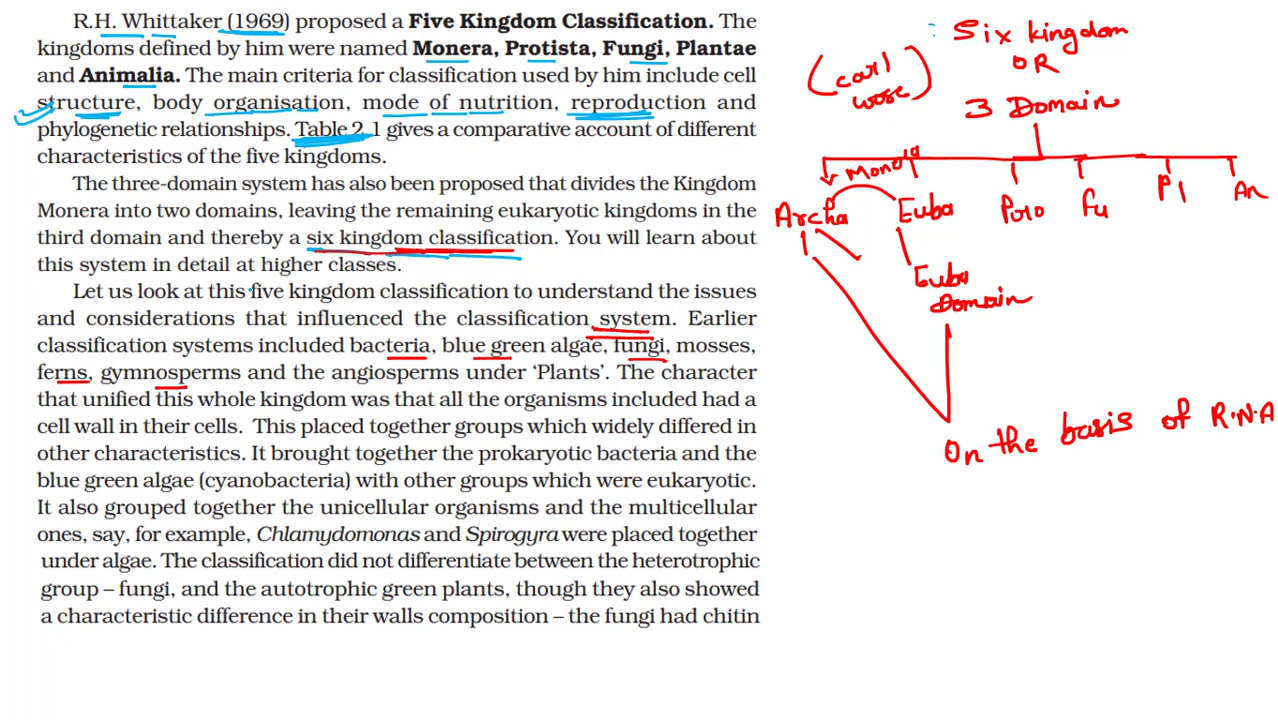 R.H. Whittaker (1969) proposed a Five Kingdom Classification. The
kingdoms defined by him were named Monera, Protista, Fungi, Plantae
and Animalia. The main criteria for classification used by him include cell
structure, body organisation, mode of nutrition, reproduction and
phylogenetic relationships. Table 2.1 gives a comparative account of different
characteristics of the five kingdoms.
The three-domain system has also been proposed that divides the Kingdom
Monera into two domains, leaving the remaining eukaryotic kingdoms in the
third domain and thereby a six kingdom classification. You will learn about
this system in detail at higher classes.
Let us look at this five kingdom classification to understand the issues
and considerations that influenced the classification system. Earlier
classification systems included bacteria, blue green algae, fungi, mosses,
ferns, gymnosperms and the angiosperms under ‘Plants’. The character
that unified this whole kingdom was that all the organisms included had a
cell wall in their cells. This placed together groups which widely differed in
other characteristics. It brought together the prokaryotic bacteria and the
blue green algae (cyanobacteria) with other groups which were eukaryotic.
It also grouped together the unicellular organisms and the multicellular
ones, say, for example, Chlamydomonas and Spirogyra were placed together
under algae. The classification did not differentiate between the heterotrophic
group – fungi, and the autotrophic green plants, though they also showed
a characteristic difference in their walls composition – the fungi had chitin
Six kingdom
OR
(carl
wose)
3 Domain
Monera
Archa Euba Poro Fu Pl An
Euba
Domain
On the basis of R.N.A